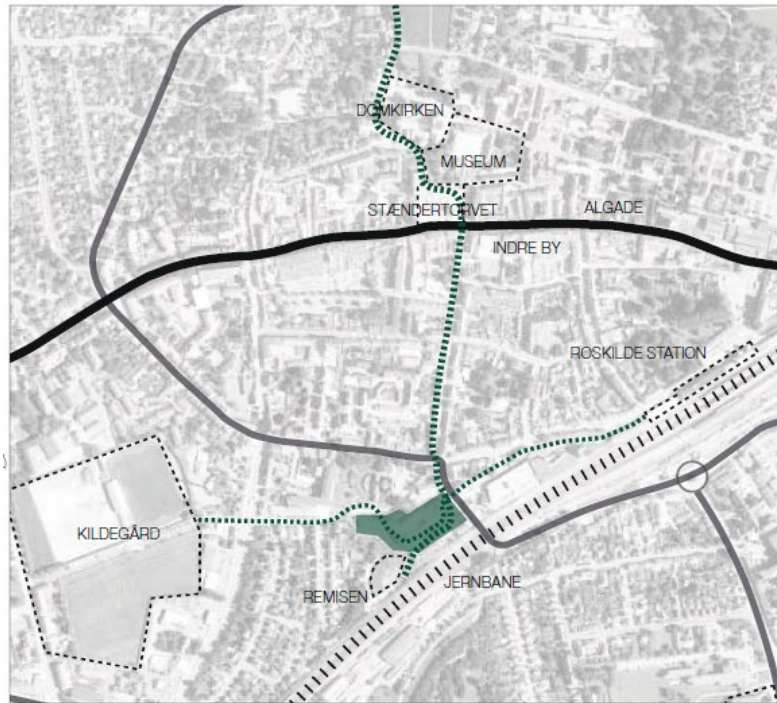 DOMKIRKEN
MUSEUM
STÆNDERTORVET
ALGADE
INDRE BY
ROSKILDE STATION
KILDEGÅRD
REMISEN
JERNBANE